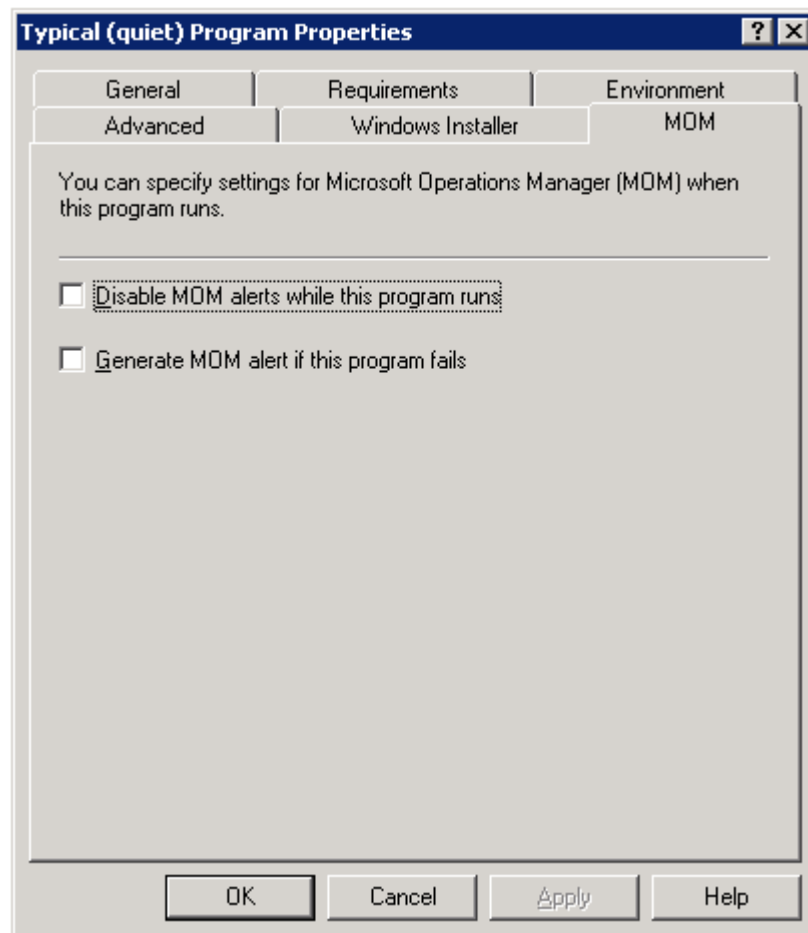 Typical (quiet) Program Properties
?
General
Requirements
Environment
Advanced
Windows Installer
MOM
You can specify settings for Microsoft Operations Manager (MOM) when
this program runs.
Disable MOM alerts while this program runs
Generate MOM alert if this program fails
OK
Cancel
Apply
Help